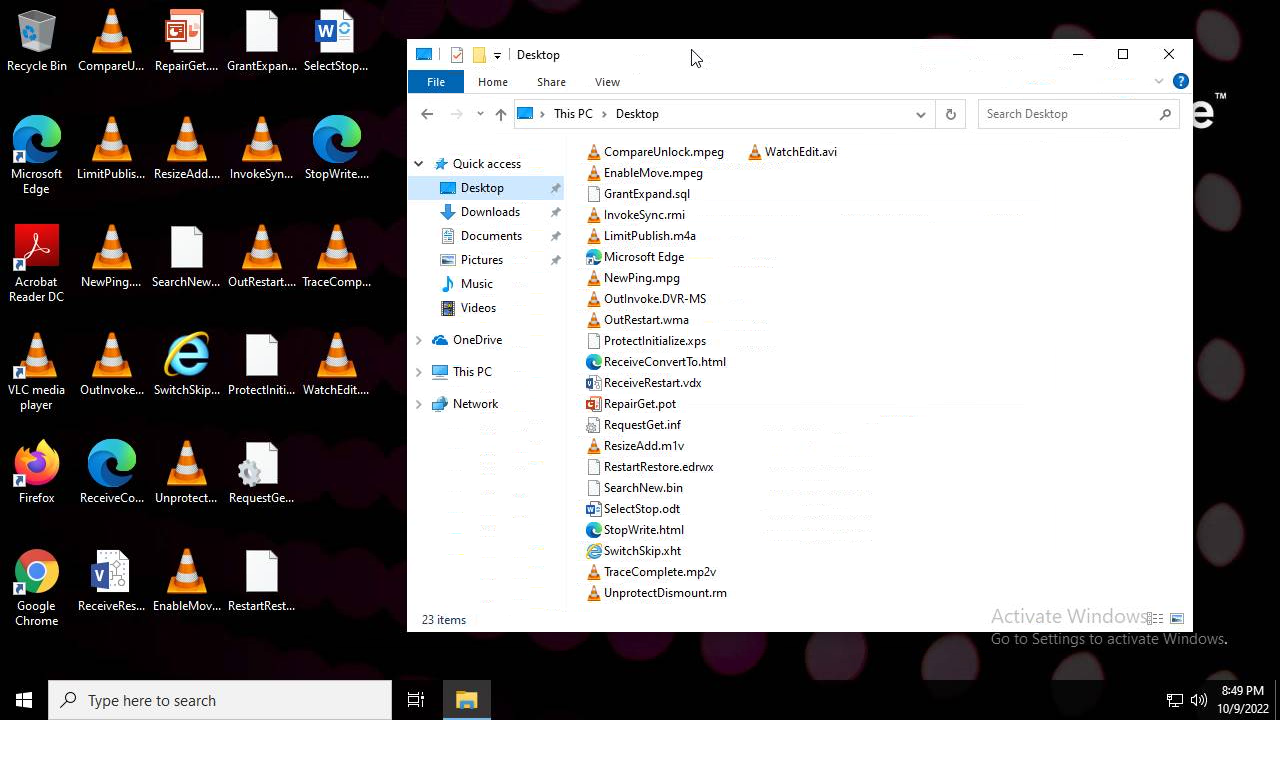 Recycle Bin
CompareU...
RepairGet....
GrantExpan...
SelectStop...
Microsoft
Edge
LimitPublis...
ResizeAdd....
InvokeSyn...
StopWrite....
Acrobat
Reader DC
NewPing....
SearchNew...
OutRestart....
TraceComp...
VLC media
player
OutInvoke...
SwitchSkip...
ProtectIniti...
WatchEdit....
Firefox
ReceiveCo...
Unprotect...
RequestGe...
Google
Chrome
ReceiveRes...
EnableMov...
RestartRest...
Desktop
File
Home
Share
View
This PC
Desktop
Search Desktop
e™
Quick access
Desktop
Downloads
Documents
Pictures
Music
Videos
OneDrive
This PC
Network
CompareUnlock.mpeg
EnableMove.mpeg
GrantExpand.sql
InvokeSync.rmi
LimitPublish.m4a
Microsoft Edge
NewPing.mpg
OutInvoke.DVR-MS
OutRestart.wma
ProtectInitialize.xps
ReceiveConvertTo.html
ReceiveRestart.vdx
RepairGet.pot
RequestGet.inf
ResizeAdd.m1v
RestartRestore.edrwx
SearchNew.bin
SelectStop.odt
StopWrite.html
SwitchSkip.xht
TraceComplete.mp2v
UnprotectDismount.rm
WatchEdit.avi
23 items
Activate Windows
Go to Settings to activate Windows.
Type here to search
8:49 PM
10/9/2022